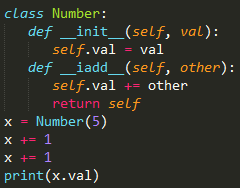 class Number:
    def __init__(self, val):
        self.val = val
    def __iadd__(self, other):
        self.val += other
        return self
x = Number(5)
x += 1
x += 1
print(x.val)